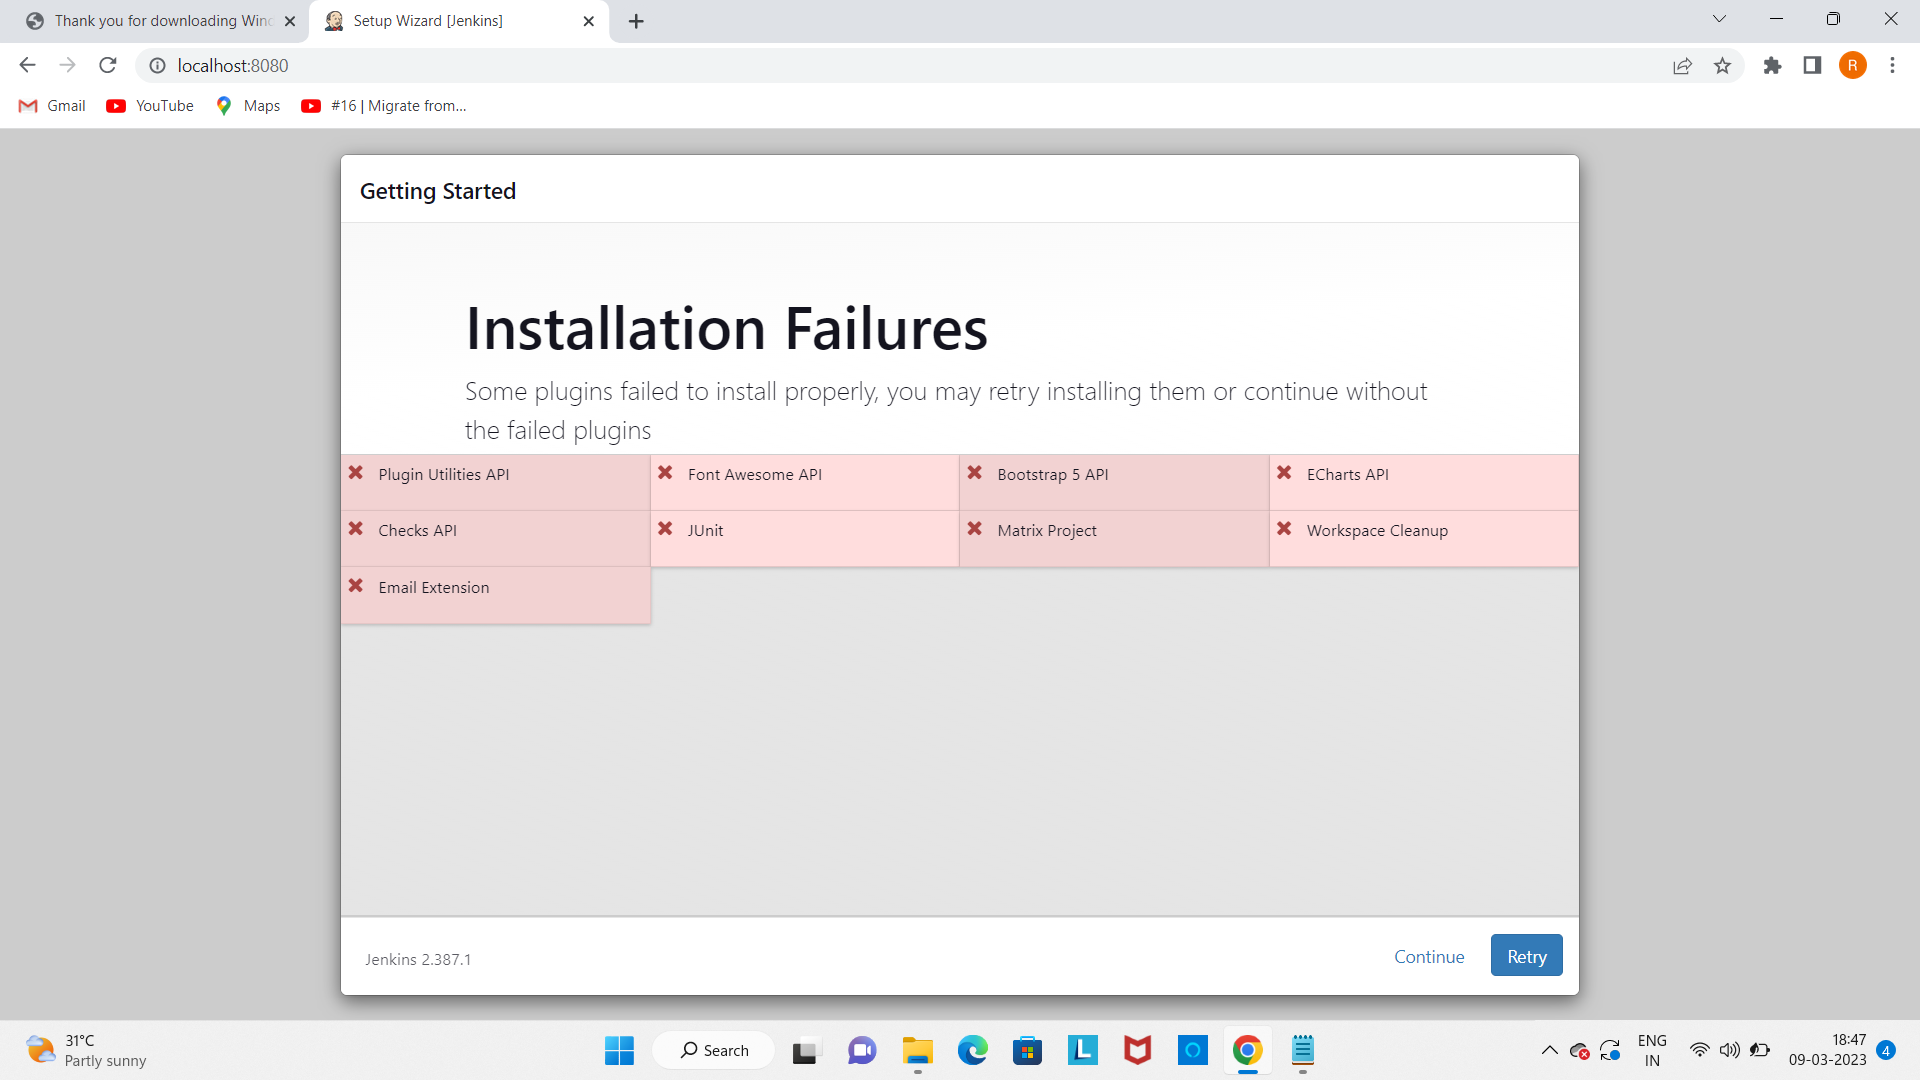 Thank you for downloading Wind
Setup Wizard [Jenkins]
localhost:8080
R
Gmail
YouTube
Maps
#16 | Migrate from...
Getting Started
Installation Failures
Some plugins failed to install properly, you may retry installing them or continue without
the failed plugins
Plugin Utilities API
Font Awesome API
Bootstrap 5 API
ECharts API
Checks API
JUnit
Matrix Project
Workspace Cleanup
Email Extension
Jenkins 2.387.1
Continue
Retry
31°C
Partly sunny
Search
L
ENG
IN
18:47
09-03-2023
4